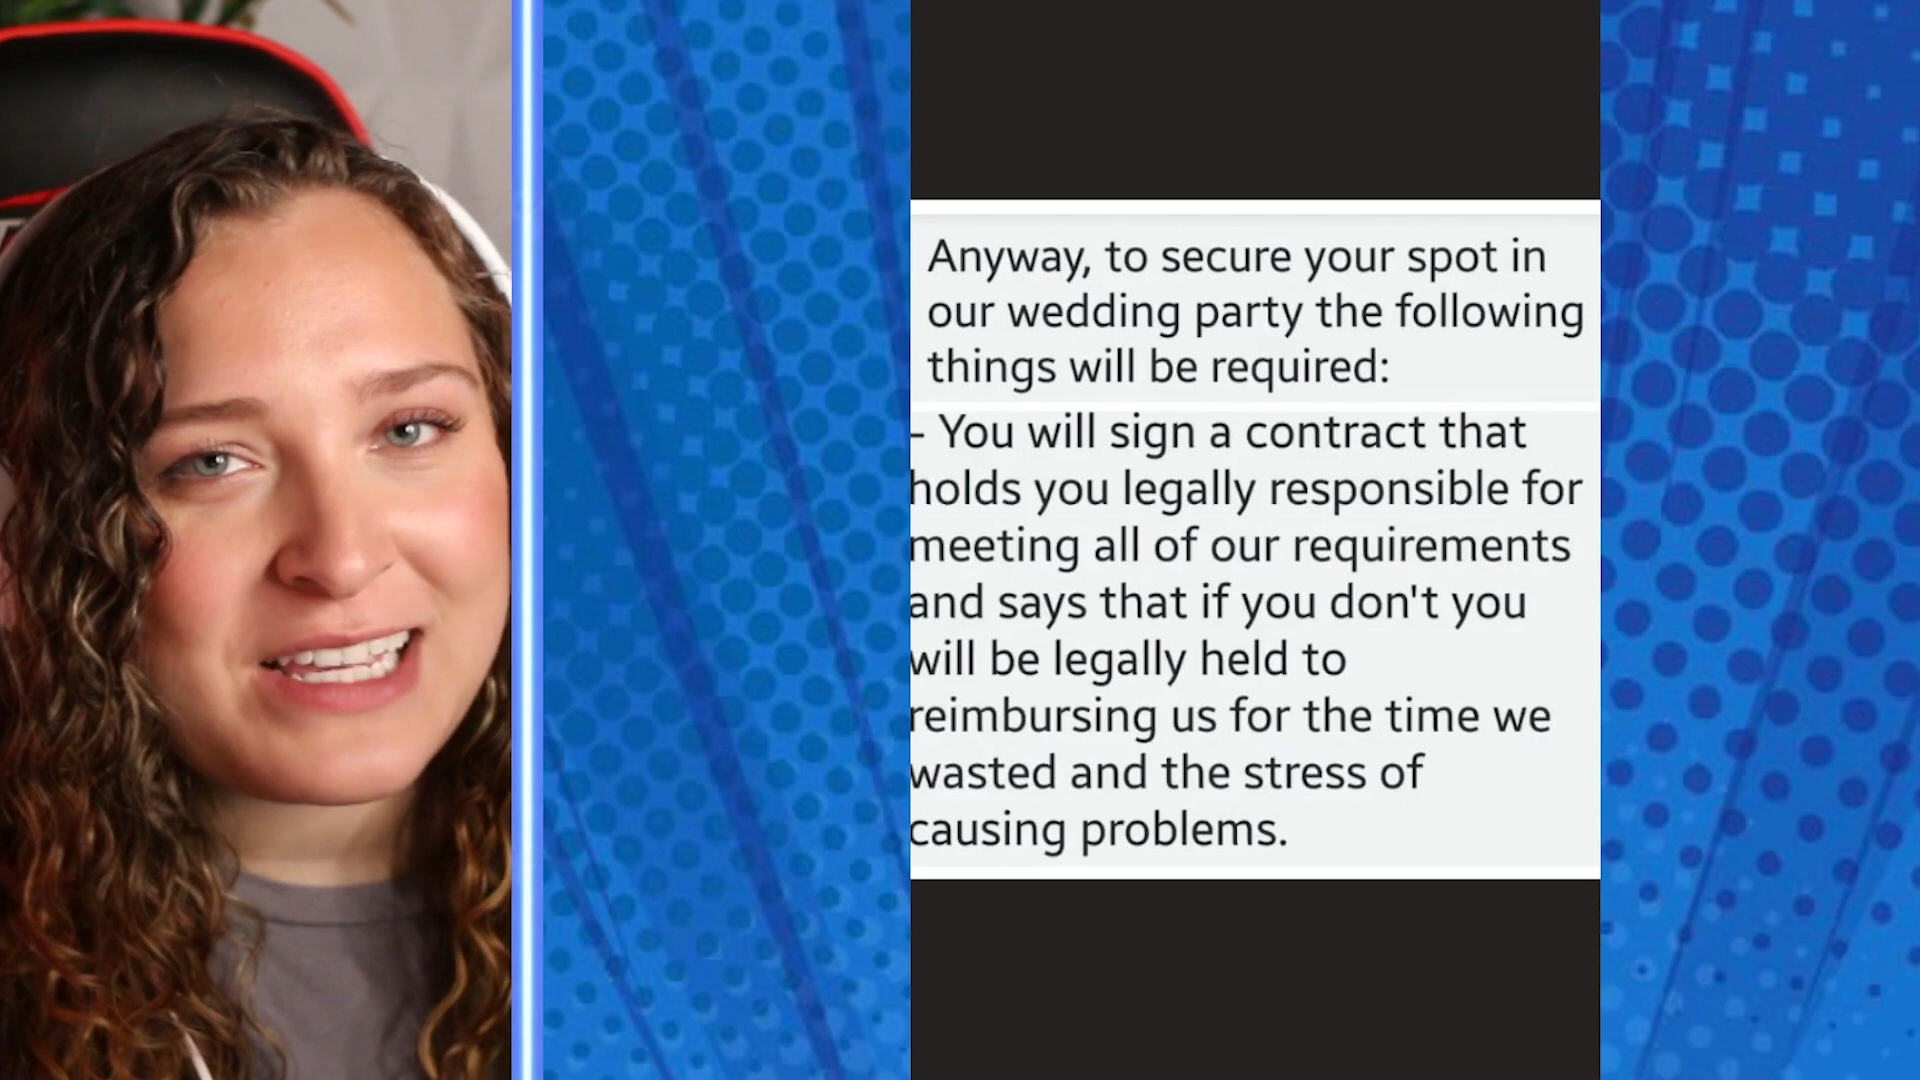 Anyway, to secure your spot in
our wedding party the following
things will be required:
- You will sign a contract that
holds you legally responsible for
meeting all of our requirements
and says that if you don't you
will be legally held to
reimbursing us for the time we
wasted and the stress of
causing problems.